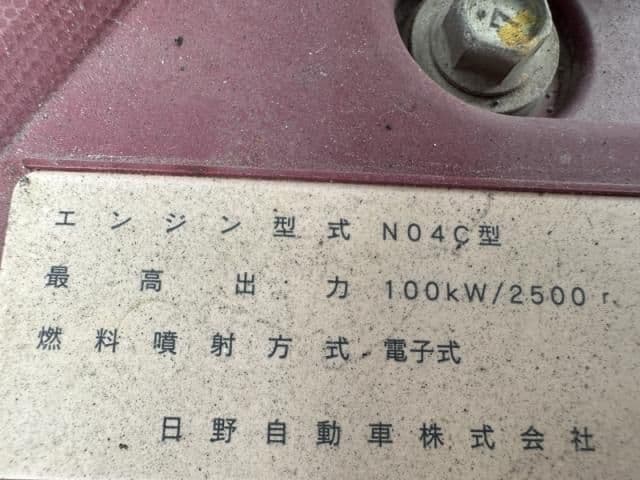 エンジン型式 N04C型
最高出力 100kW/2500r
燃料噴射方式 電子式
日野自動車株式会社